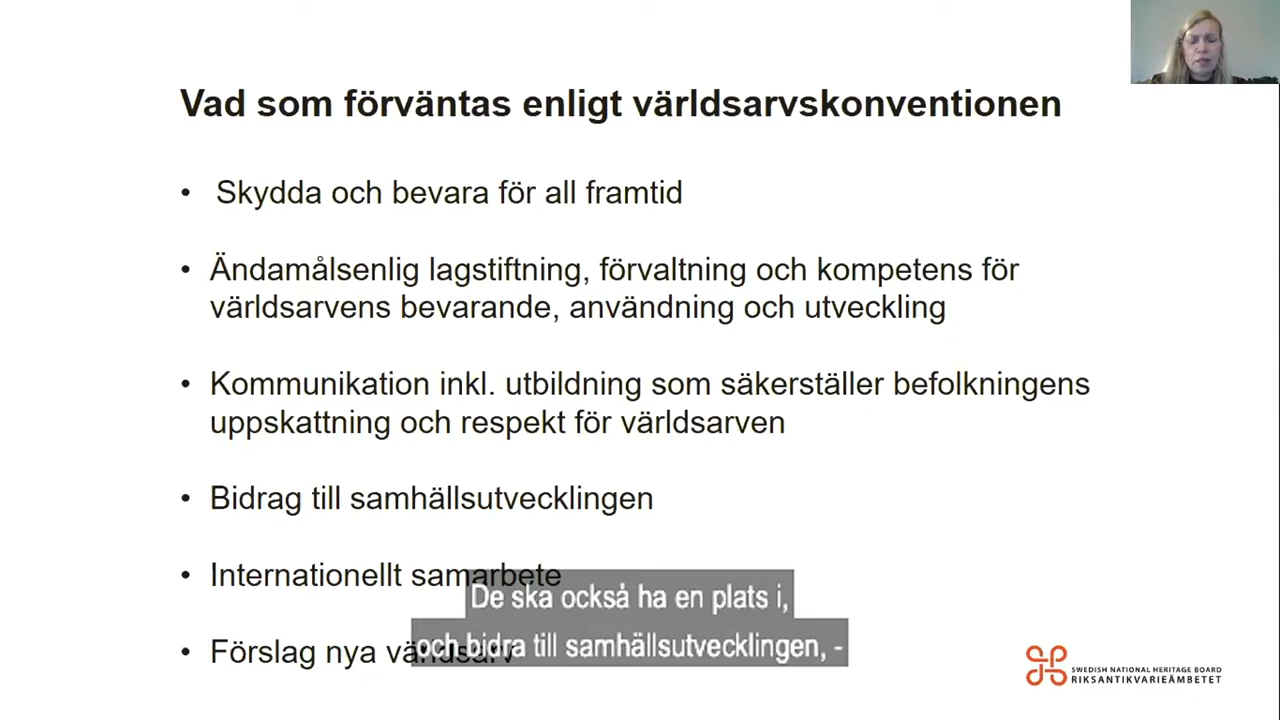 Vad som förväntas enligt världsarvskonventionen
• Skydda och bevara för all framtid
• Ändamålsenlig lagstiftning, förvaltning och kompetens för
världsarvens bevarande, användning och utveckling
• Kommunikation inkl. utbildning som säkerställer befolkningens
uppskattning och respekt för världsarven
• Bidrag till samhällsutvecklingen
• Internationellt samarbete
De ska också ha en plats i,
och bidra till samhällsutvecklingen, -
• Förslag nya världsarv
SWEDISH NATIONAL HERITAGE BOARD
RIKSANTIKVARIEÄMBETET